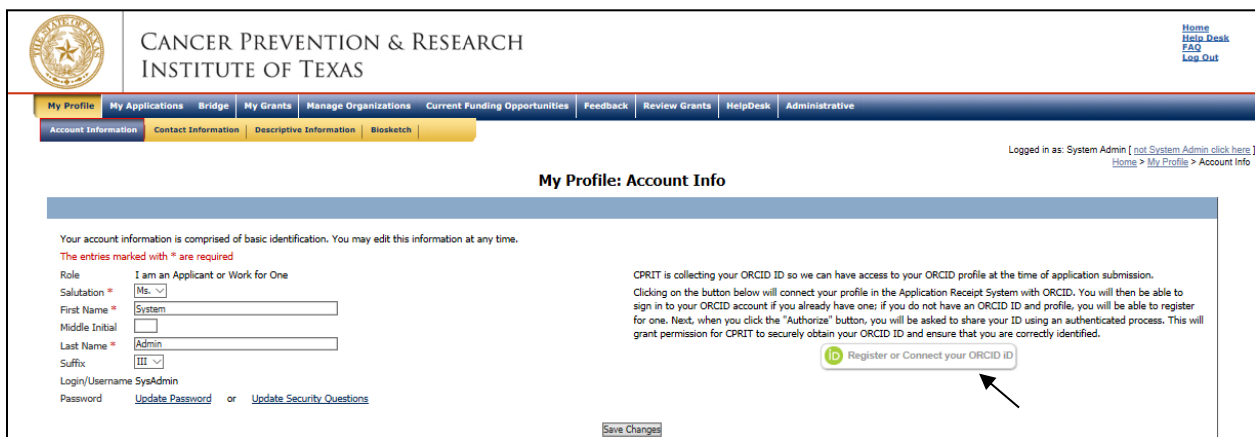 THE STATE OF TEXAS
CANCER PREVENTION & RESEARCH
INSTITUTE OF TEXAS
Home
Help Desk
FAQ
Log Out
My Profile My Applications Bridge My Grants Manage Organizations Current Funding Opportunities Feedback Review Grants HelpDesk Administrative
Account Information Contact Information Descriptive Information Biosketch
Logged in as: System Admin [ not System Admin click here ]
Home > My Profile > Account Info
My Profile: Account Info
Your account information is comprised of basic identification. You may edit this information at any time.
The entries marked with * are required
Role I am an Applicant or Work for One
Salutation * Ms.
First Name * System
Middle Initial
Last Name * Admin
Suffix III
Login/Username SysAdmin
Password Update Password or Update Security Questions
CPRIT is collecting your ORCID ID so we can have access to your ORCID profile at the time of application submission.
Clicking on the button below will connect your profile in the Application Receipt System with ORCID. You will then be able to
sign in to your ORCID account if you already have one; if you do not have an ORCID ID and profile, you will be able to register
for one. Next, when you click the "Authorize" button, you will be asked to share your ID using an authenticated process. This will
grant permission for CPRIT to securely obtain your ORCID ID and ensure that you are correctly identified.
iD Register or Connect your ORCID iD
Save Changes